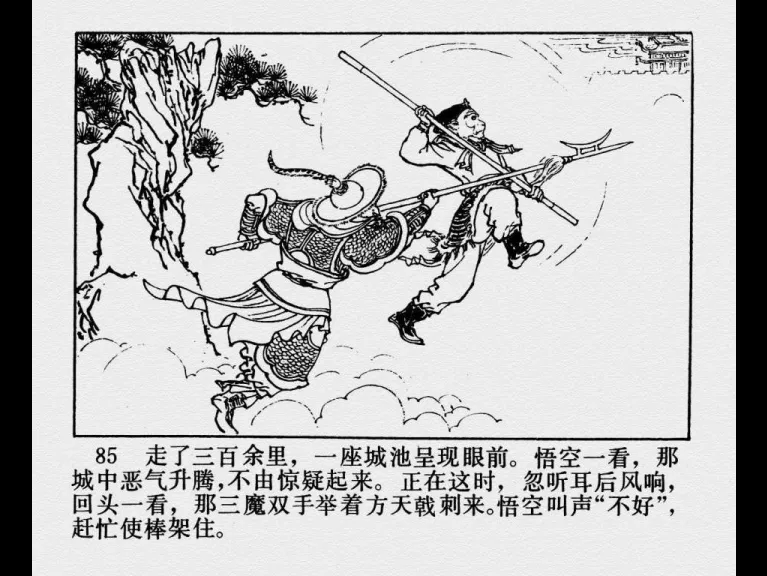 85 走了三百余里，一座城池呈现眼前。悟空一看，那
城中恶气升腾，不由惊疑起来。正在这时，忽听耳后风响，
回头一看，那三魔双手举着方天戟刺来。悟空叫声“不好”，
赶忙使棒架住。